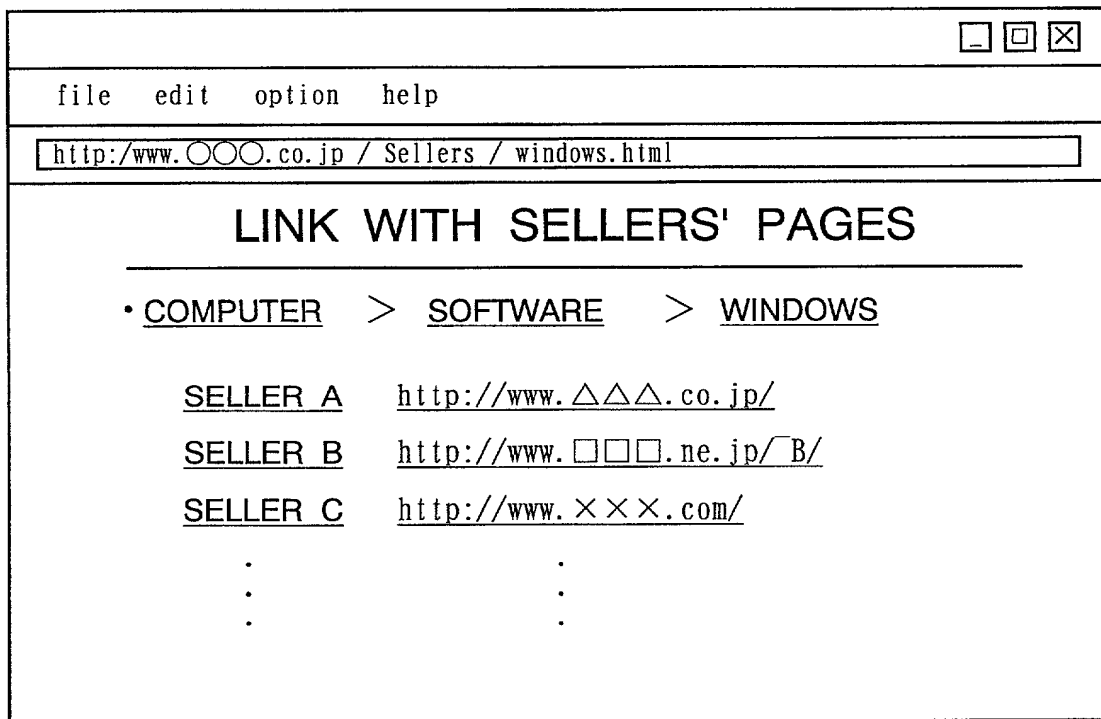 file edit option help
http:/www.○○○.co.jp / Sellers / windows.html
LINK WITH SELLERS' PAGES
・COMPUTER > SOFTWARE > WINDOWS
SELLER A http://www.△△△.co.jp/
SELLER B http://www.□□□.ne.jp/‾B/
SELLER C http://www.×××.com/